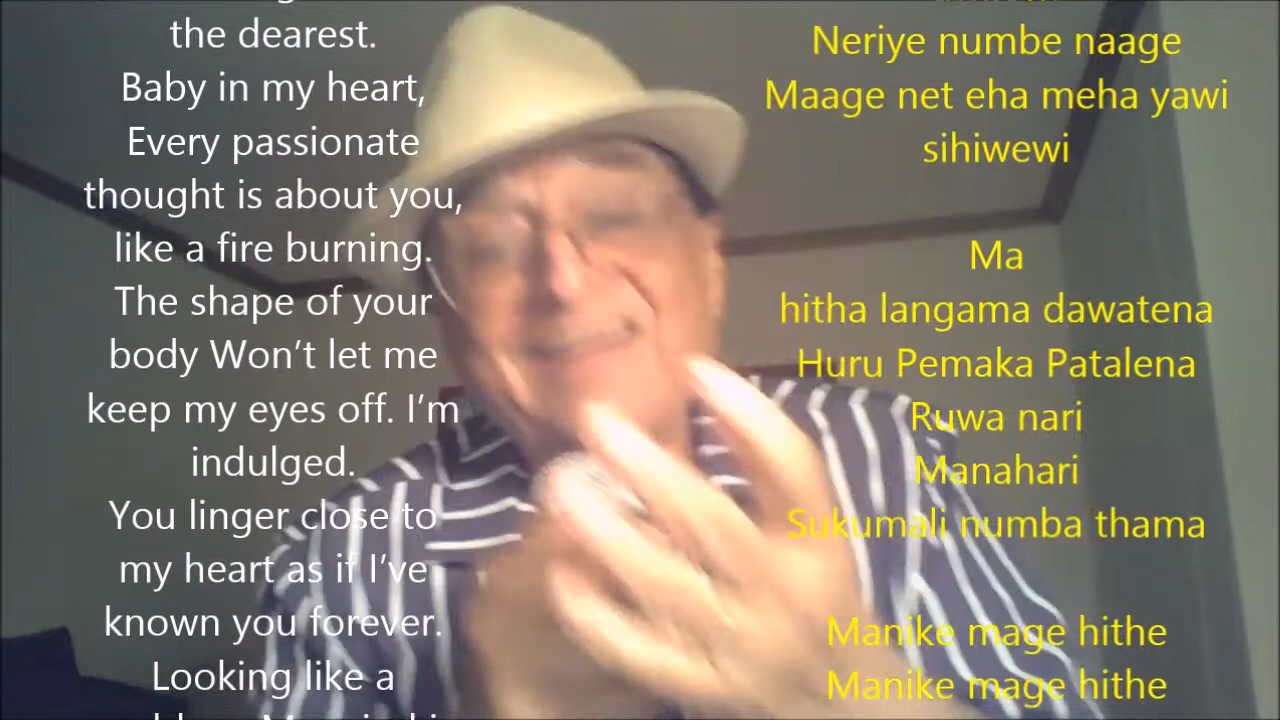 the dearest.
Baby in my heart,
Every passionate
thought is about you,
like a fire burning.
The shape of your
body Won't let me
keep my eyes off. I'm
indulged.
You linger close to
my heart as if I've
known you forever.
Looking like a
Neriye numbe naage
Maage net eha meha yawi
sihiwewi
Ma
hitha langama dawatena
Huru Pemaka Patalena
Ruwa nari
Manahari
Sukumali numba thama
Manike mage hithe
Manike mage hithe